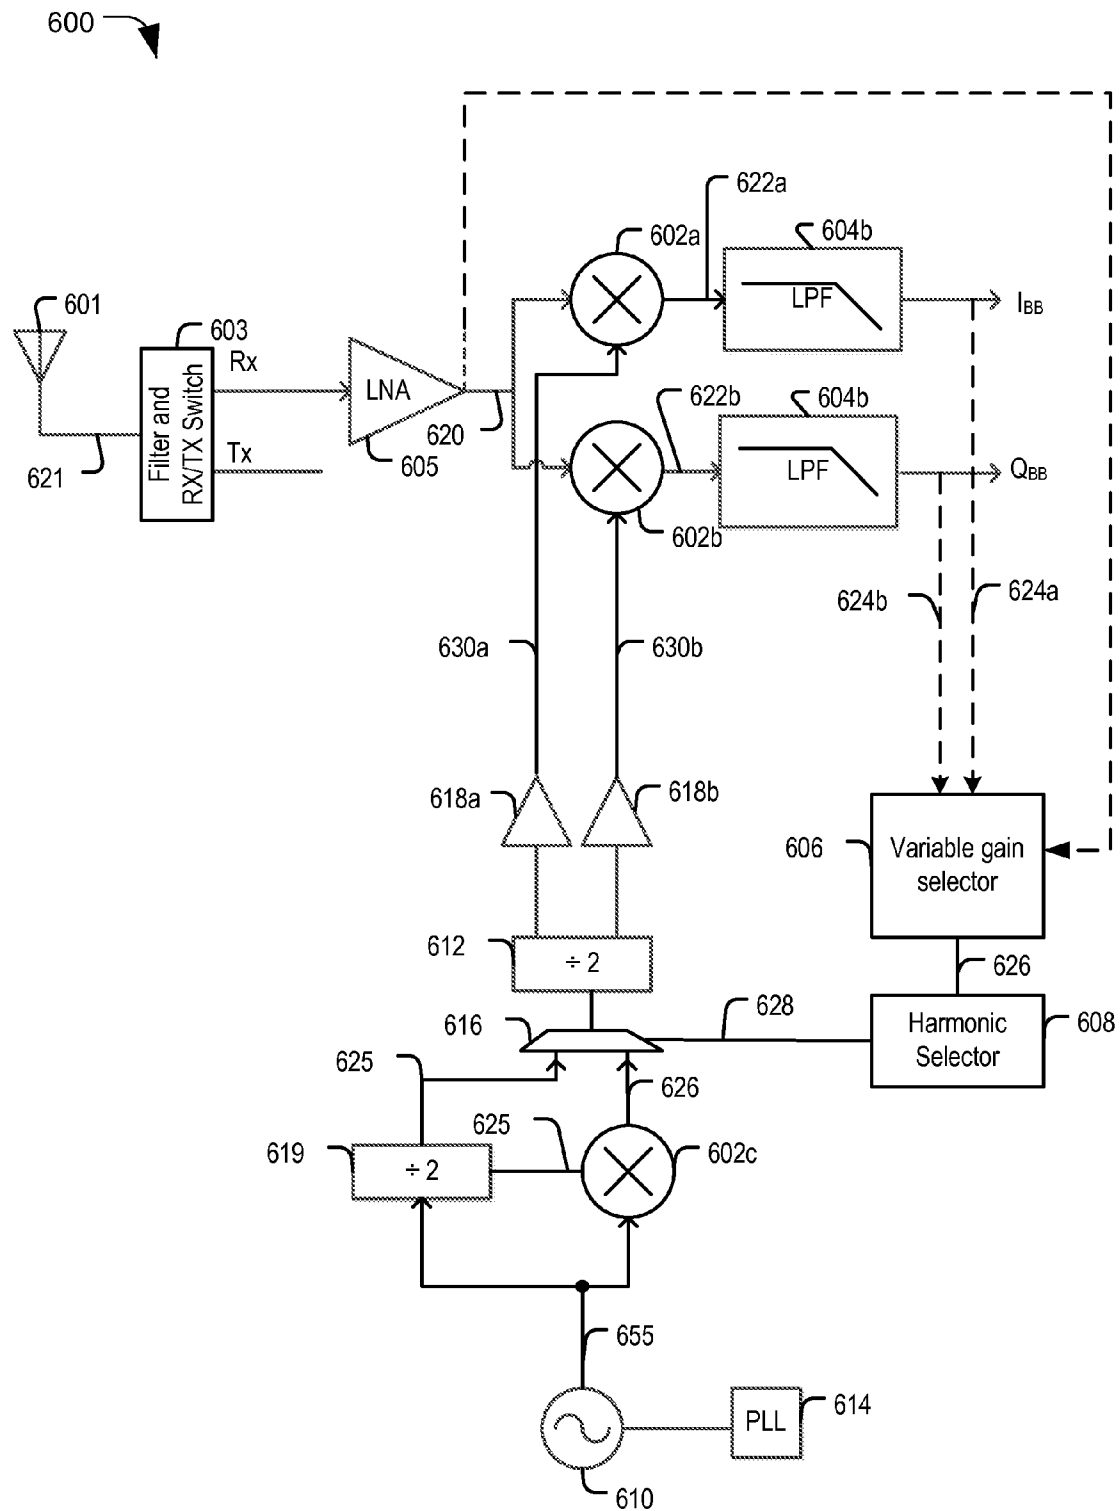 600
622a
602a
604b
LPF
I_BB
601
603
Rx
Filter and
RX/TX Switch
LNA
620
622b
604b
LPF
Q_BB
Tx
621
605
602b
624b
624a
630a
630b
618a
618b
606
Variable gain
selector
612
÷ 2
626
616
628
Harmonic
Selector
608
625
626
625
619
÷ 2
602c
655
PLL
614
610